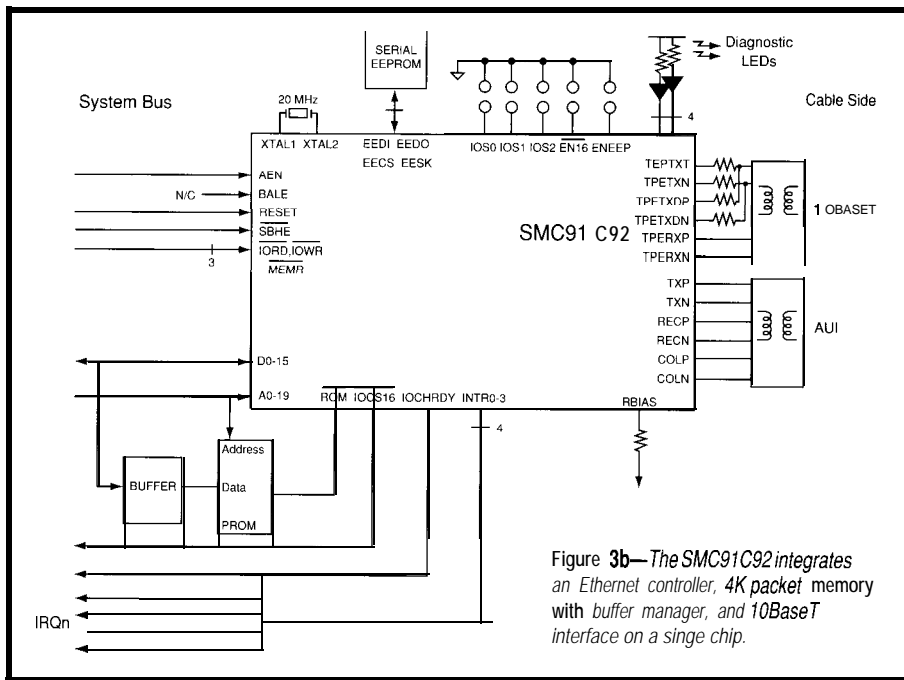 SERIAL
EEPROM
Diagnostic
LEDs
System Bus
20 MHz
4
Cable Side
XTAL1 XTAL2
EEDI EEDO
EECS EESK
IOS0 IOS1 IOS2 EN16 ENEEP
AEN
N/C
BALE
RESET
SBHE
IORD,IOWR
3
MEMR
SMC91 C92
TEPTXT
TPETXN
TPETXDP
TPETXDN
TPERXP
TPERXN
1 OBASET
TXP
TXN
RECP
RECN
COLP
COLN
AUI
D0-15
A0-19
ROM IOCS16 IOCHRDY INTR0-3
RBIAS
4
Address
BUFFER
Data
PROM
IRQn
Figure 3b—The SMC91C92 integrates
an Ethernet controller, 4K packet memory
with buffer manager, and 10BaseT
interface on a singe chip.